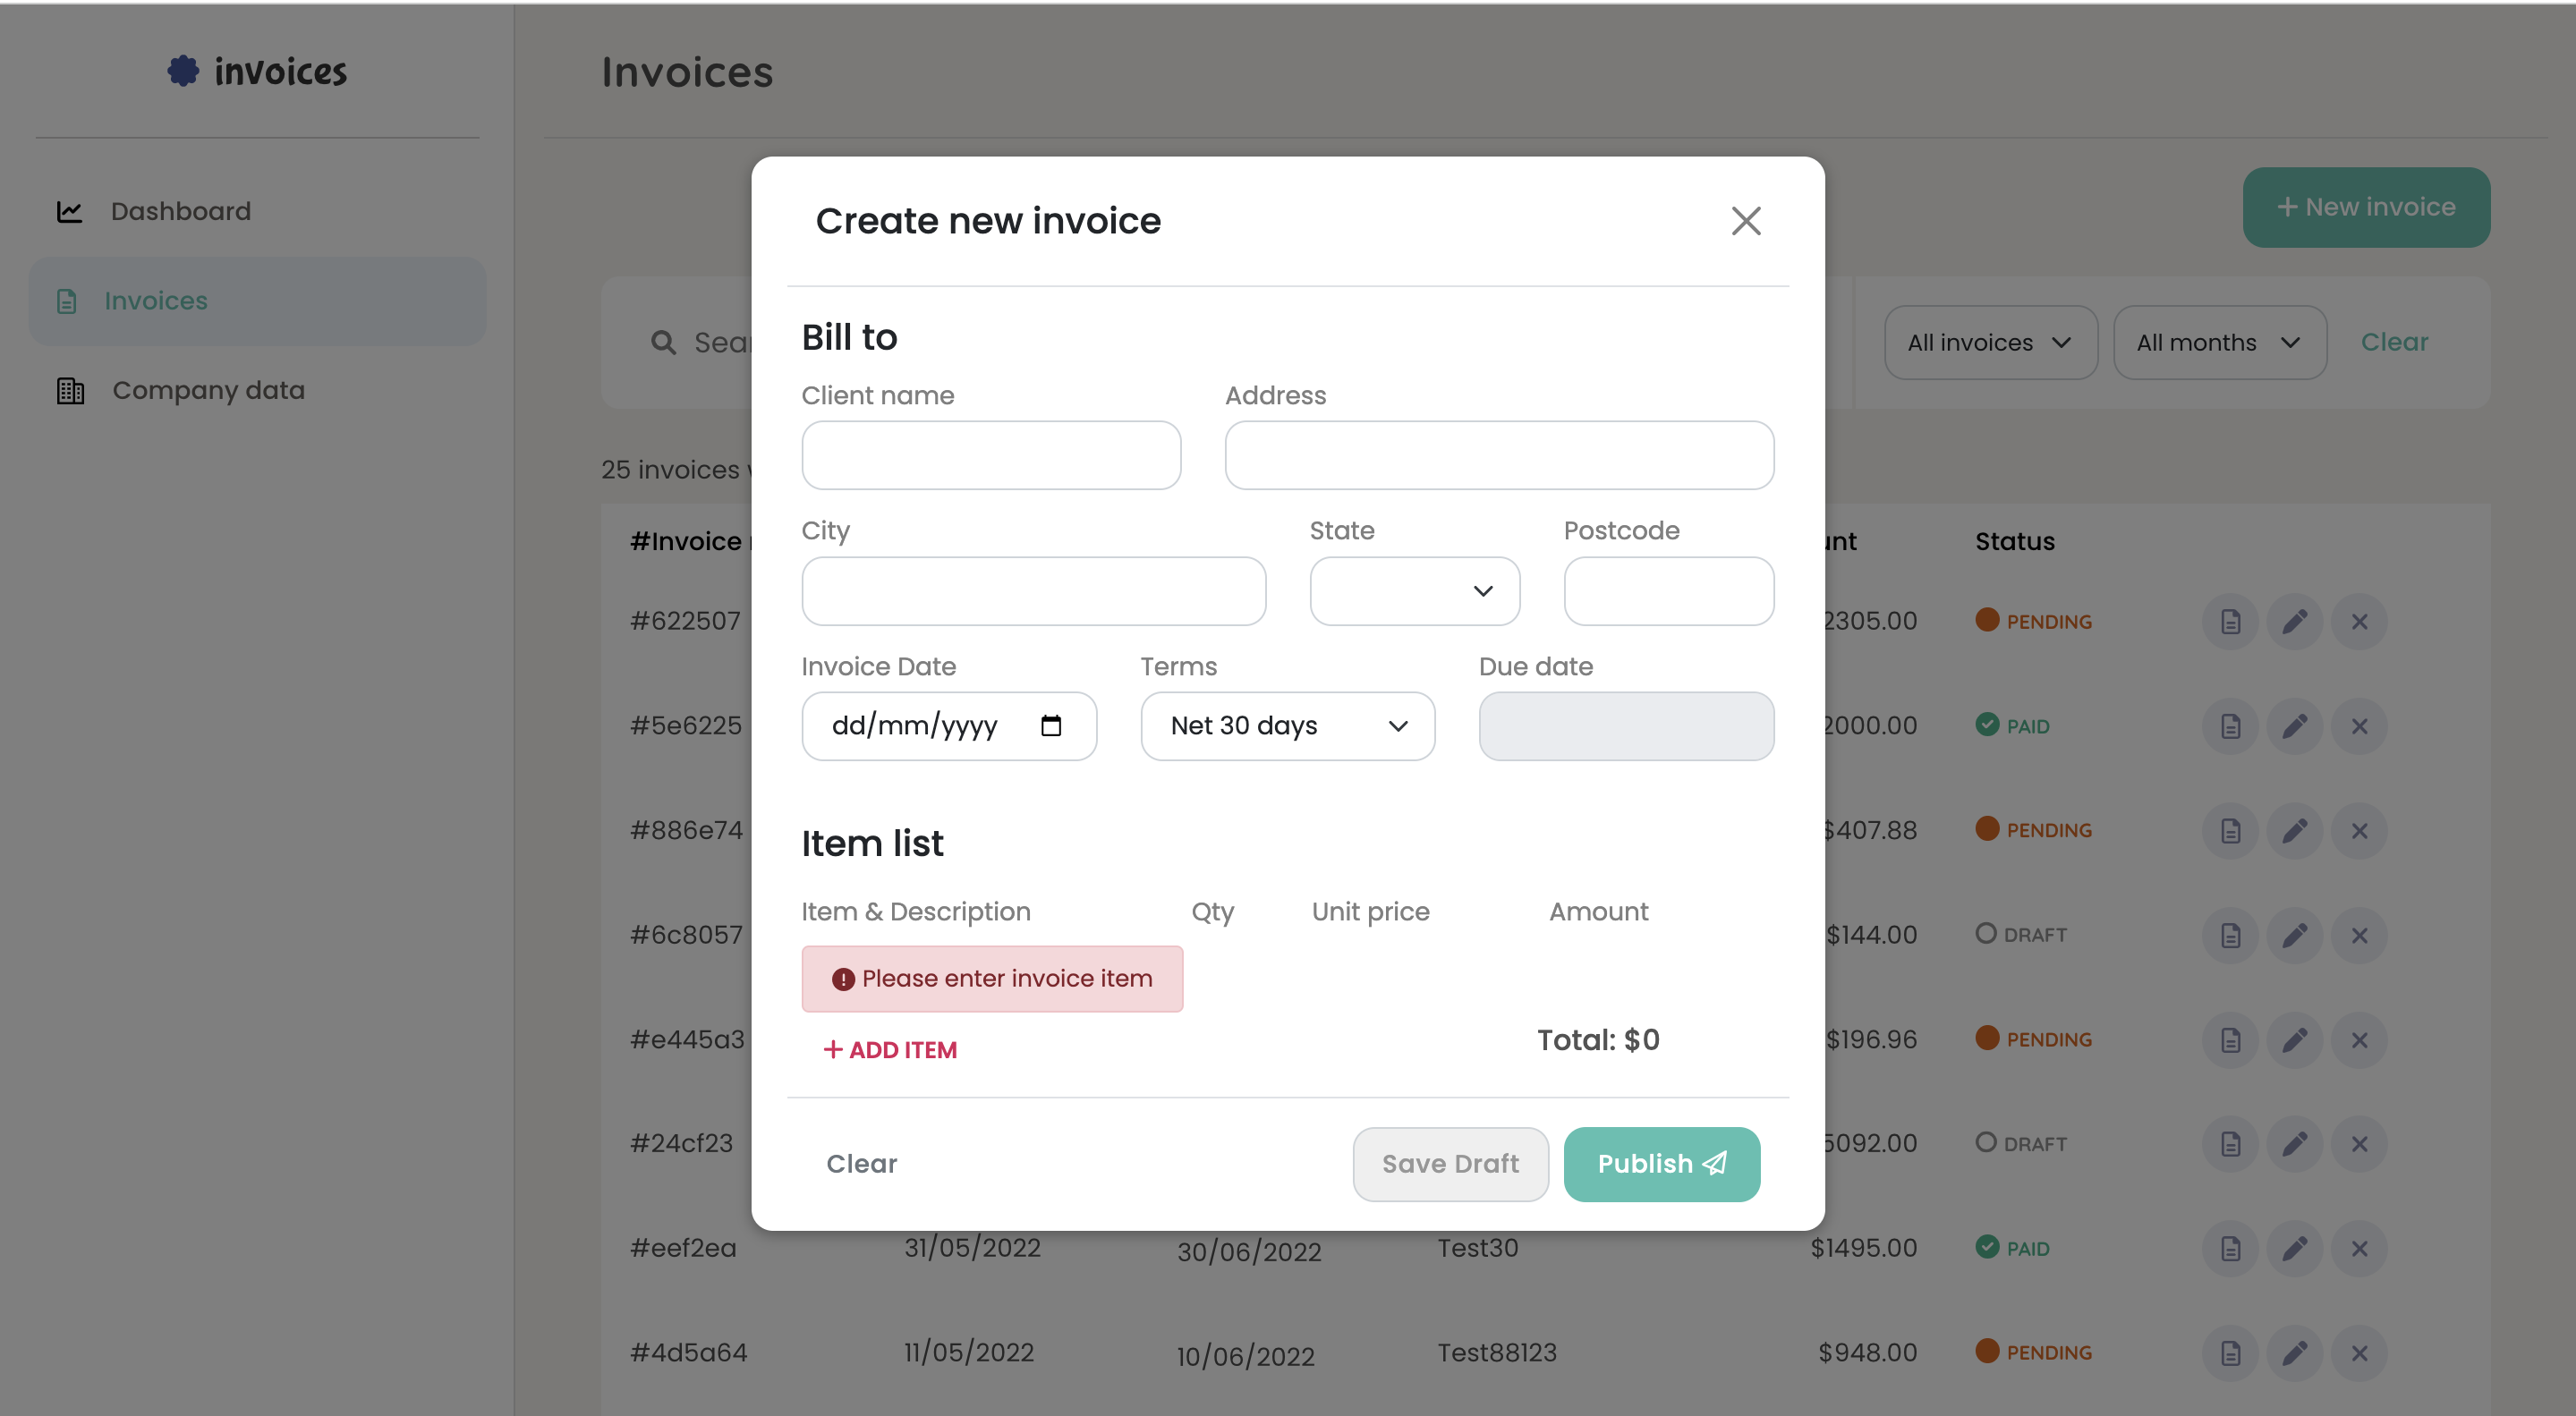 invoices
Dashboard
Invoices
Company data
Invoices
+ New invoice
All invoices
All months
Clear
25 invoices
#Invoice
Status
#622507
2305.00
PENDING
#5e6225
2000.00
PAID
#886e74
$407.88
PENDING
#6c8057
$144.00
DRAFT
#e445a3
$196.96
PENDING
#24cf23
5092.00
DRAFT
#eef2ea 31/05/2022 30/06/2022 Test30 $1495.00 PAID
#4d5a64 11/05/2022 10/06/2022 Test88123 $948.00 PENDING
Create new invoice
Bill to
Client name Address
City State Postcode
Invoice Date Terms Due date
dd/mm/yyyy Net 30 days
Item list
Item & Description Qty Unit price Amount
Please enter invoice item
+ ADD ITEM
Total: $0
Clear Save Draft Publish